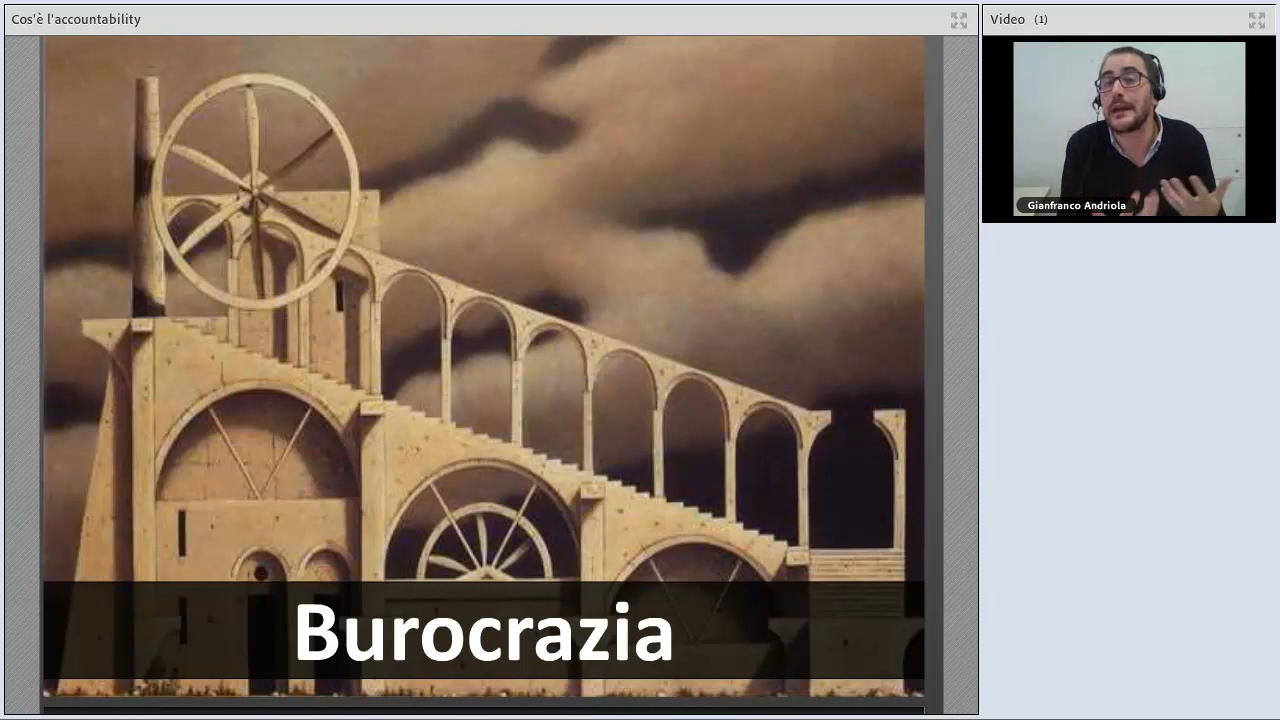 Cos'è l'accountability
Video (1)
Gianfranco Andriola
Burocrazia